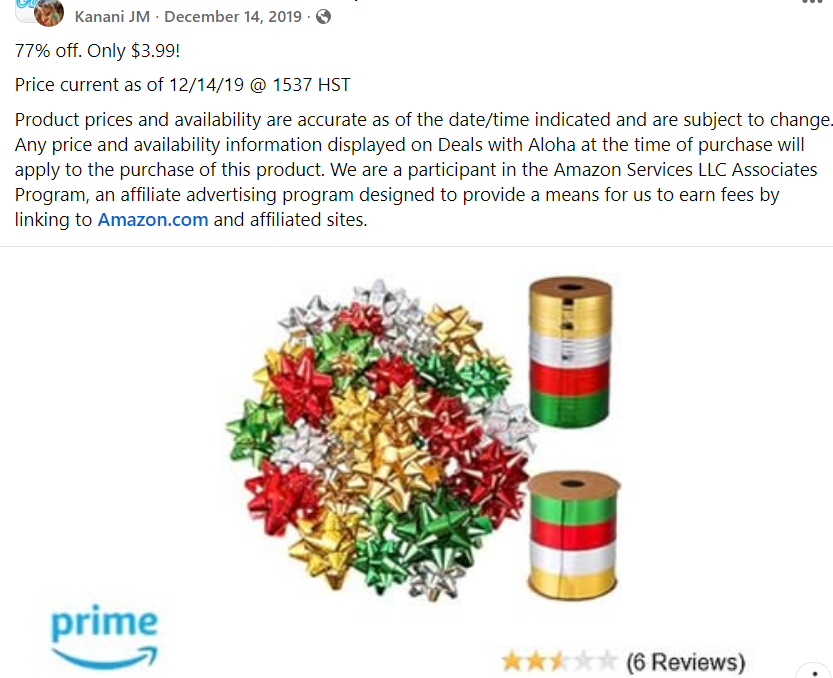 Kanani JM · December 14, 2019 ·
77% off. Only $3.99!
Price current as of 12/14/19 @ 1537 HST
Product prices and availability are accurate as of the date/time indicated and are subject to change.
Any price and availability information displayed on Deals with Aloha at the time of purchase will
apply to the purchase of this product. We are a participant in the Amazon Services LLC Associates
Program, an affiliate advertising program designed to provide a means for us to earn fees by
linking to Amazon.com and affiliated sites.
prime
(6 Reviews)